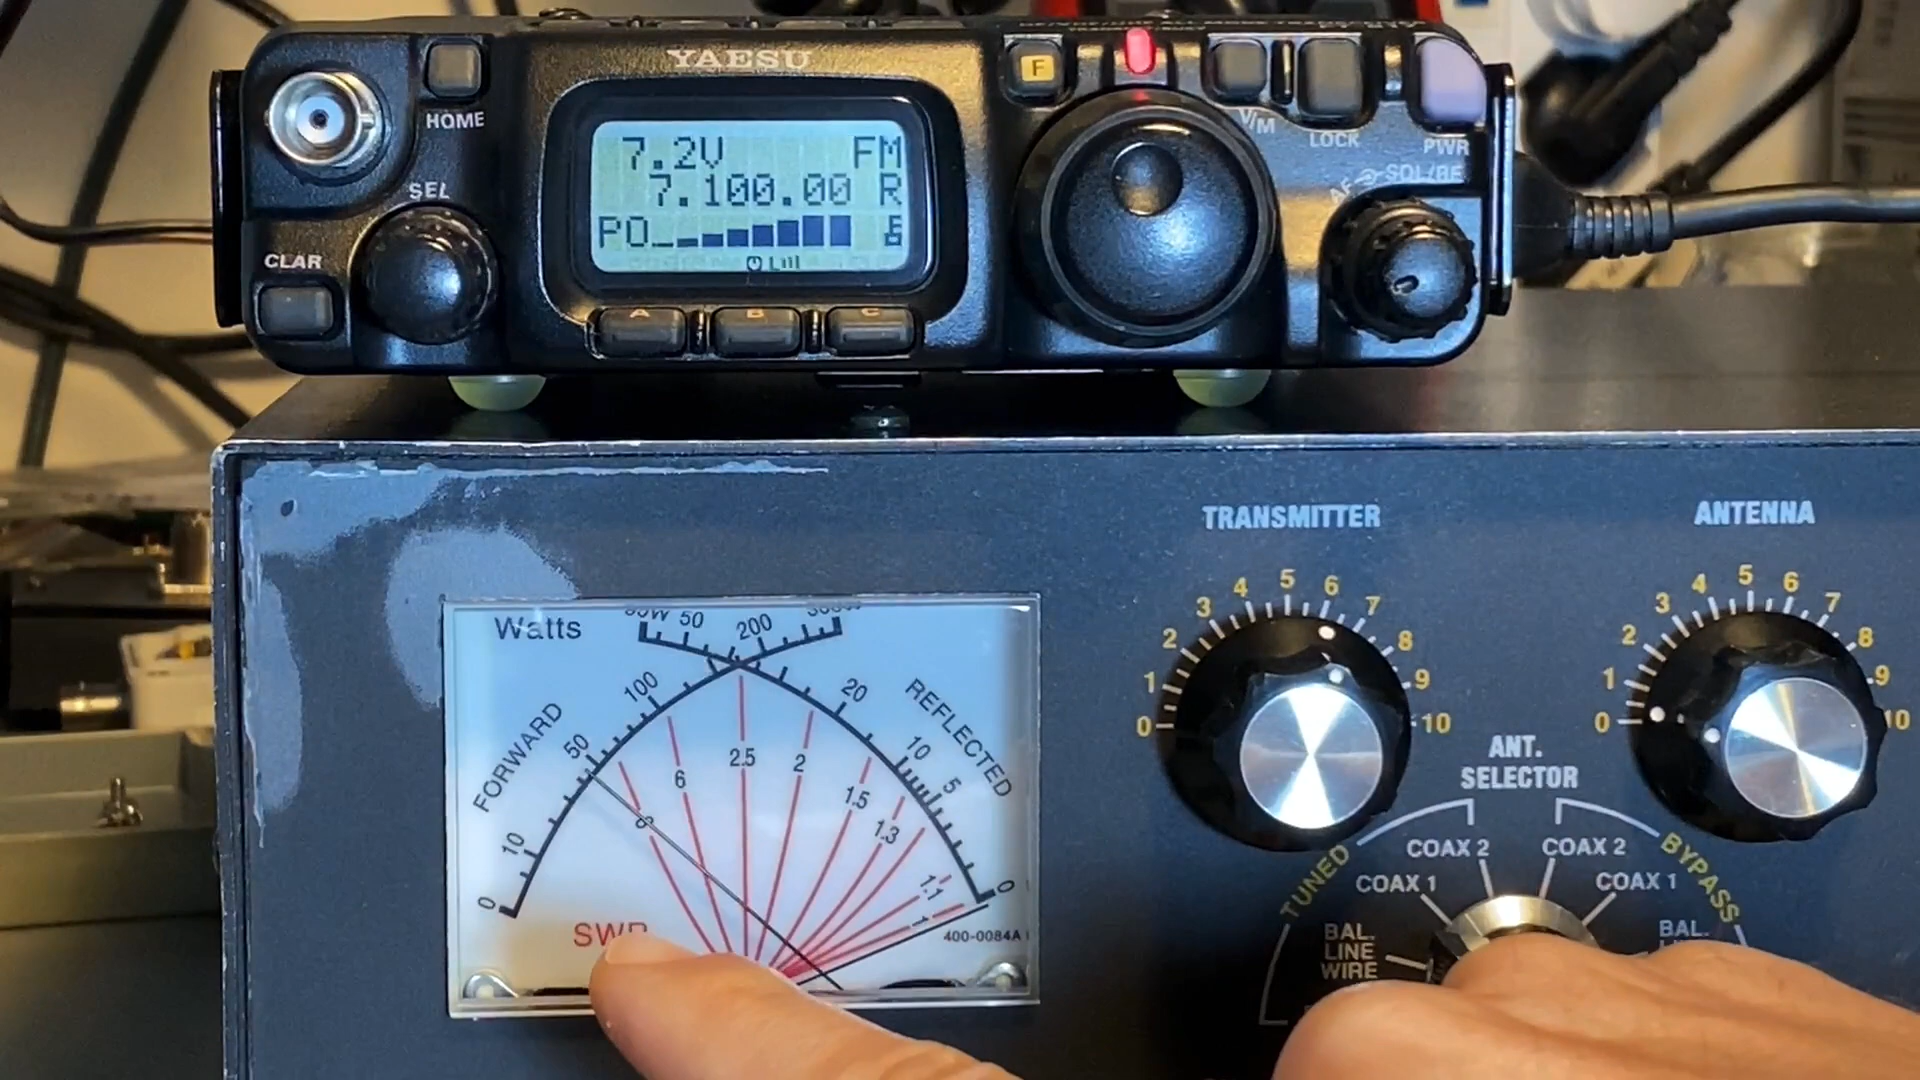 YAESU
F
HOME
V/M
LOCK
PWR
AF SQL/RF
SEL
CLAR
7.2V FM
7.100.00 R
PO
L
A B C
TRANSMITTER
0 1 2 3 4 5 6 7 8 9 10
ANTENNA
0 1 2 3 4 5 6 7 8 9 10
Watts
50 200
FORWARD
0 10 50 100
REFLECTED
20 10 5 0
6 2.5 2 1.5 1.3 1.1 1
SWR
400-0084A
ANT.
SELECTOR
TUNED
COAX 2
COAX 1
BAL.
LINE
WIRE
BYPASS
COAX 2
COAX 1
BAL.